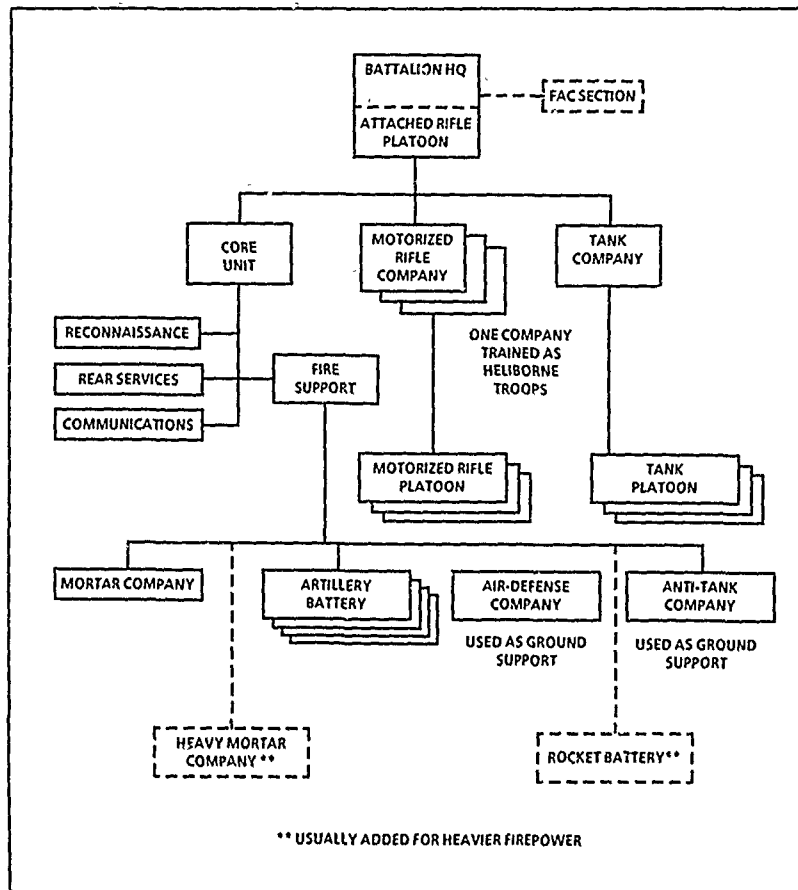 BATTALION HQ
FAC SECTION
ATTACHED RIFLE
PLATOON
CORE
UNIT
MOTORIZED
RIFLE
COMPANY
TANK
COMPANY
RECONNAISSANCE
REAR SERVICES
COMMUNICATIONS
FIRE
SUPPORT
ONE COMPANY
TRAINED AS
HELIBORNE
TROOPS
MOTORIZED RIFLE
PLATOON
TANK
PLATOON
MORTAR COMPANY
ARTILLERY
BATTERY
AIR-DEFENSE
COMPANY
USED AS GROUND
SUPPORT
ANTI-TANK
COMPANY
USED AS GROUND
SUPPORT
HEAVY MORTAR
COMPANY **
ROCKET BATTERY**
** USUALLY ADDED FOR HEAVIER FIREPOWER